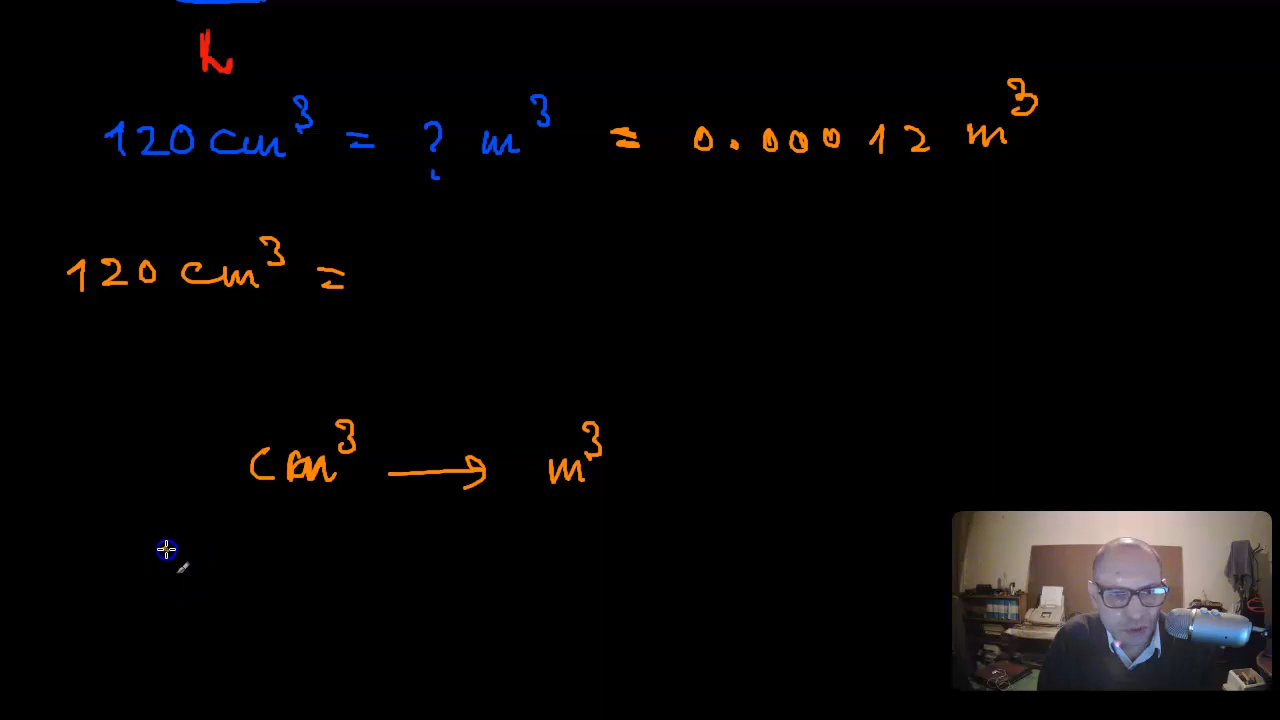 h
120 cm³ = ? m³ = 0.00012 m³
120 cm³ =
cm³ → m³